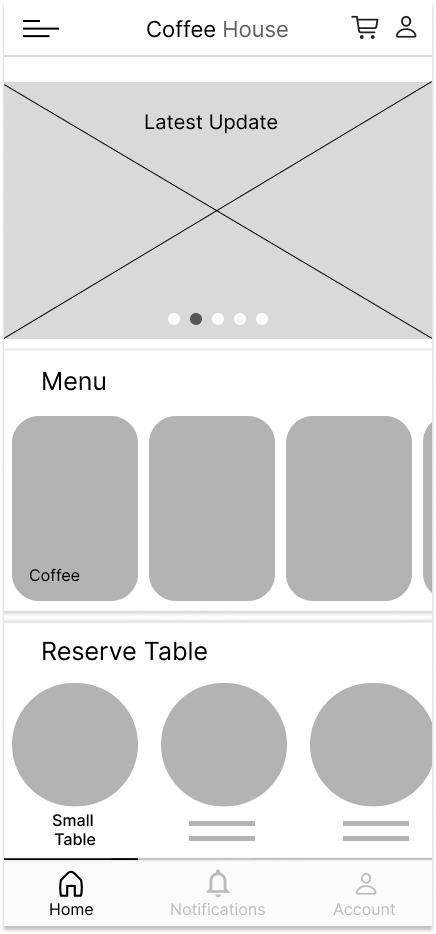 Coffee House
Latest Update
Menu
Coffee
Reserve Table
Small
Table
Home
Notifications
Account